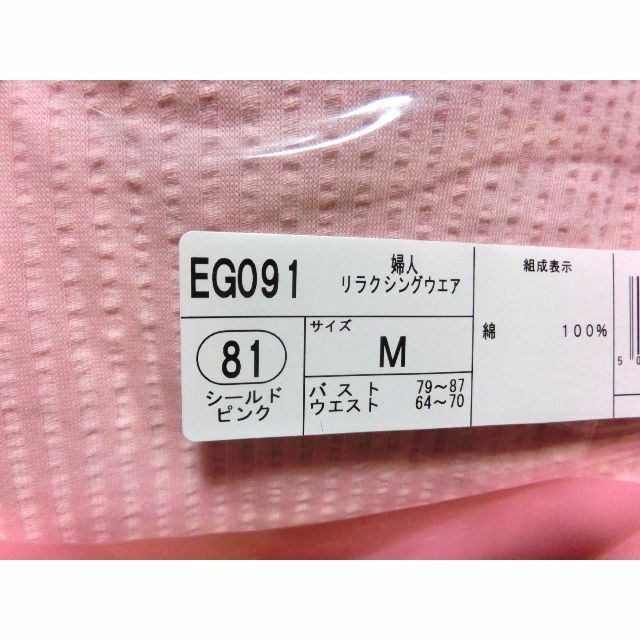 EG091
婦人
リラクシングウエア
81
シールド
ピンク
サイズ
M
バスト 79〜87
ウエスト 64〜70
組成表示
綿 100%
5 0